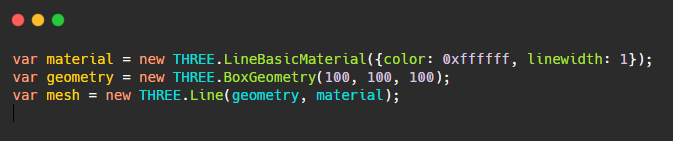 var material = new THREE.LineBasicMaterial({color: 0xffffff, linewidth: 1});
var geometry = new THREE.BoxGeometry(100, 100, 100);
var mesh = new THREE.Line(geometry, material);